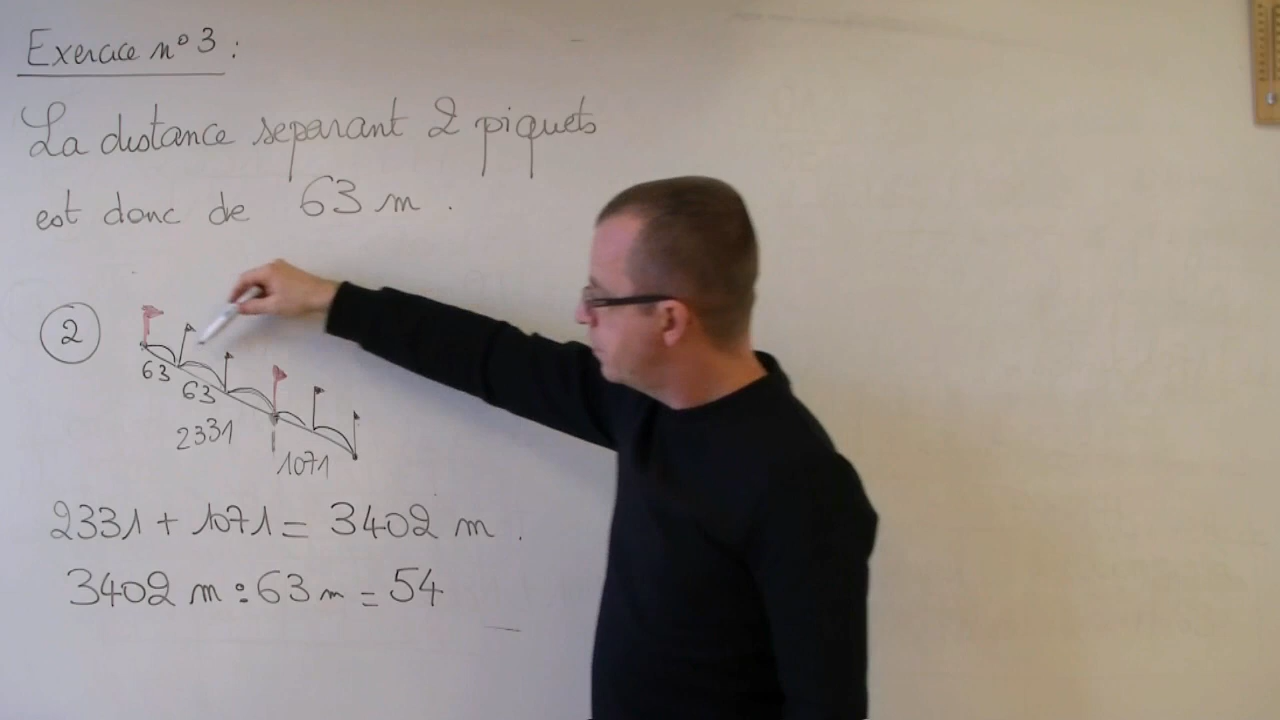 Exercice n° 3 :
La distance séparant 2 piquets
est donc de 63 m .
2
63
63
2331
1071
2331 + 1071 = 3402 m .
3402 m : 63 m = 54